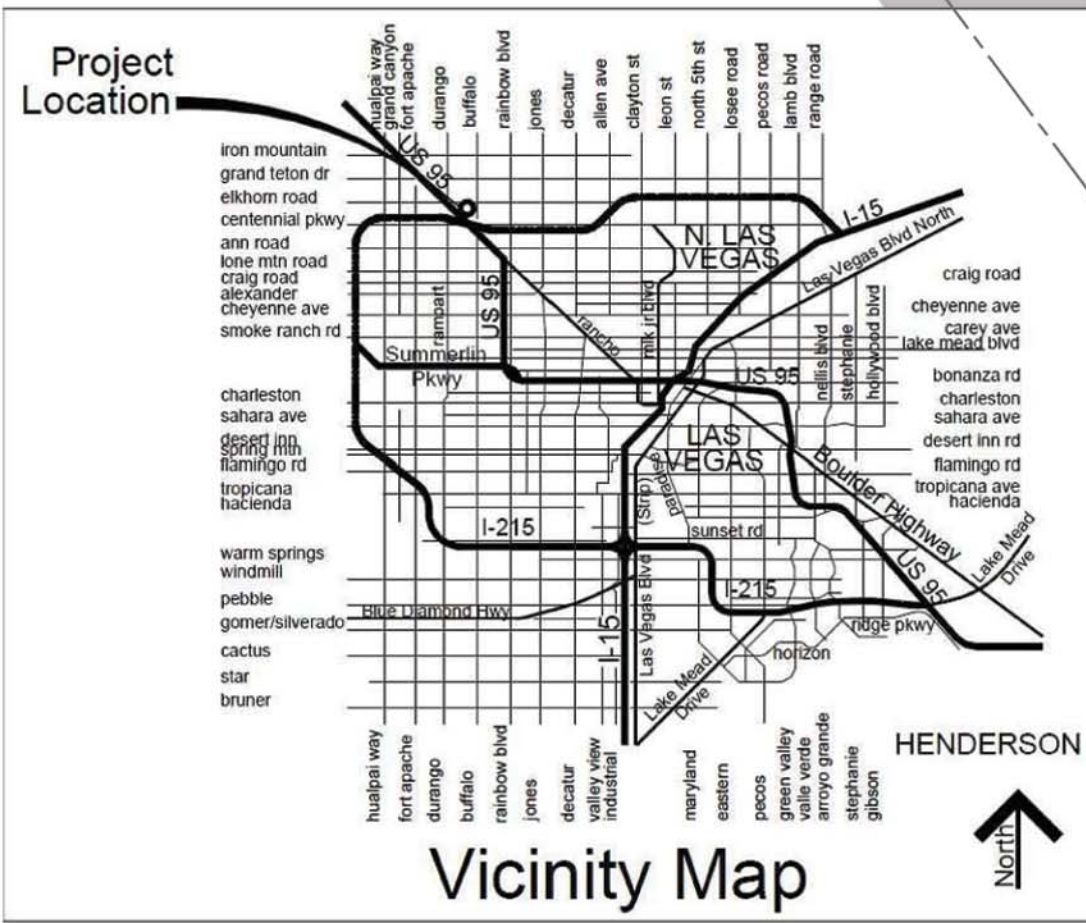 Project
Location
hualpai way
grand canyon
fort apache
durango
buffalo
rainbow blvd
jones
decatur
allen ave
clayton st
leon st
north 5th st
losee road
pecos road
lamb blvd
range road
iron mountain
grand teton dr
elkhorn road
centennial pkwy
ann road
lone mtn road
craig road
alexander
cheyenne ave
smoke ranch rd
charleston
sahara ave
desert inn
spring mtn
flamingo rd
tropicana
hacienda
warm springs
windmill
pebble
gomer/silverado
cactus
star
bruner
US 95
I-15
Las Vegas Blvd North
N. LAS
VEGAS
rampart
US 95
rancho
mlk jr blvd
Summerlin
Pkwy
US 95
nellis blvd
stephanie
hollywood blvd
craig road
cheyenne ave
carey ave
lake mead blvd
bonanza rd
charleston
sahara ave
desert inn rd
flamingo rd
tropicana ave
hacienda
LAS
VEGAS
(Strip)
paradise
Boulder Highway
I-215
sunset rd
US 95
Lake Mead
Drive
I-215
Blue Diamond Hwy
I-15
Las Vegas Blvd
ridge pkwy
horizon
Lake Mead
Drive
hualpai way
fort apache
durango
buffalo
rainbow blvd
jones
decatur
valley view
industrial
maryland
eastern
pecos
green valley
valle verde
arroyo grande
stephanie
gibson
HENDERSON
North
Vicinity Map